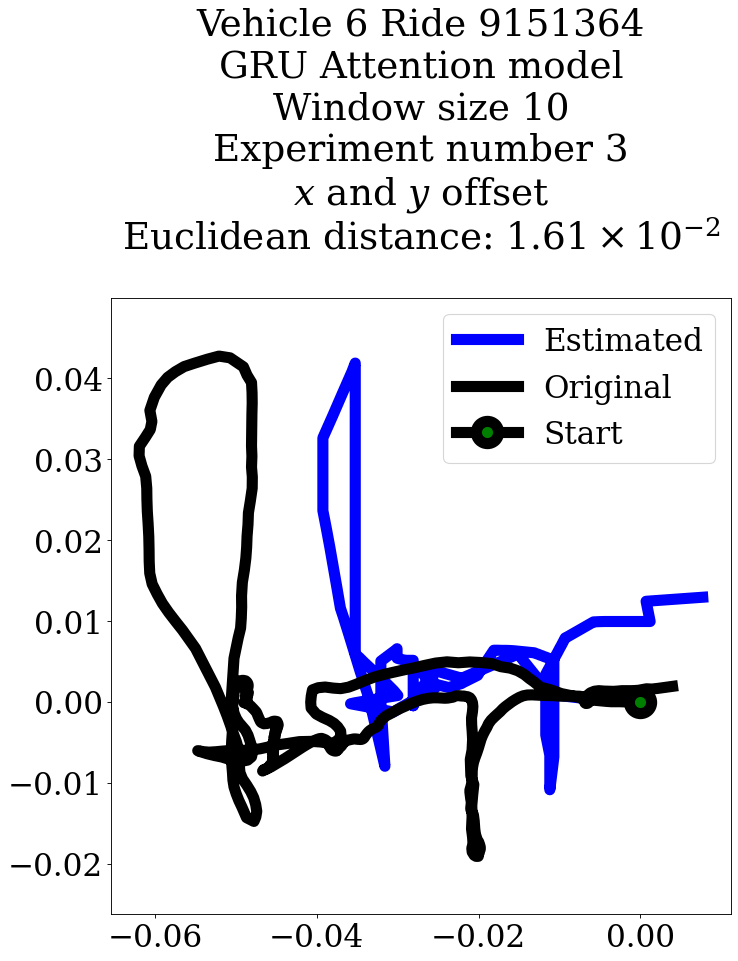 Vehicle 6 Ride 9151364
GRU Attention model
Window size 10
Experiment number 3
x and y offset
Euclidean distance: 1.61 × 10⁻²
Estimated
Original
Start
0.04
0.03
0.02
0.01
0.00
−0.01
−0.02
−0.06 −0.04 −0.02 0.00